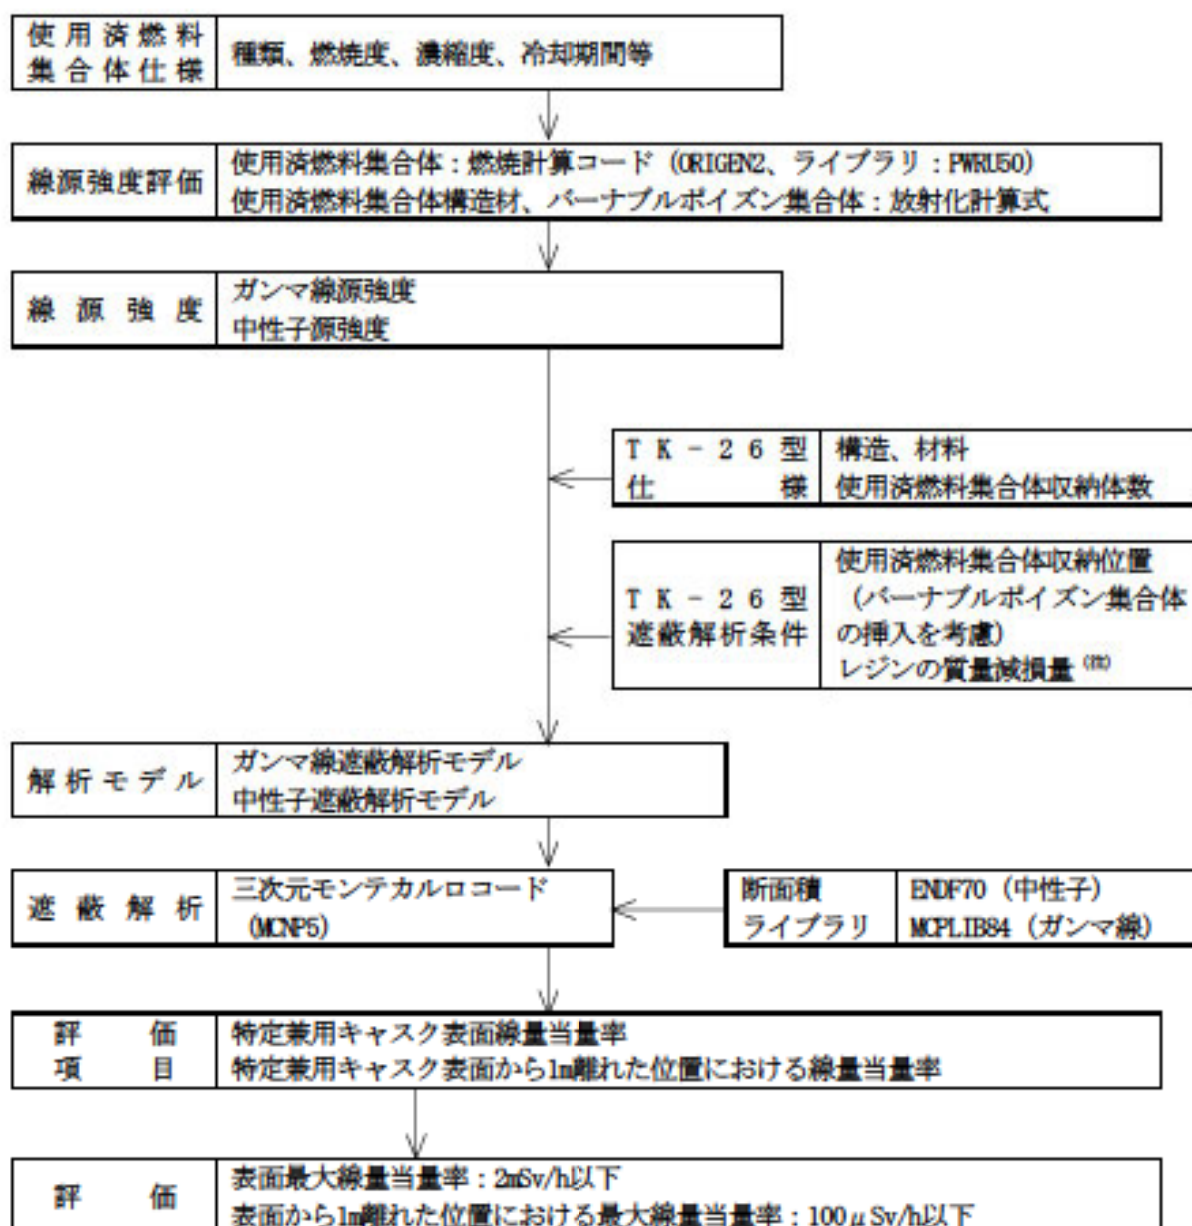 使用済燃料
集合体仕様
種類、燃焼度、濃縮度、冷却期間等
線源強度評価
使用済燃料集合体:燃焼計算コード(ORIGEN2、ライブラリ:PWRU50)
使用済燃料集合体構造材、バーナブルポイズン集合体:放射化計算式
線源強度
ガンマ線源強度
中性子源強度
TK-26型
仕様
構造、材料
使用済燃料集合体収納体数
TK-26型
遮蔽解析条件
使用済燃料集合体収納位置
(バーナブルポイズン集合体
の挿入を考慮)
レジンの質量減損量(注)
解析モデル
ガンマ線遮蔽解析モデル
中性子遮蔽解析モデル
遮蔽解析
三次元モンテカルロコード
(MCNP5)
断面積
ライブラリ
ENDF70(中性子)
MCPLIB84(ガンマ線)
評価
項目
特定兼用キャスク表面線量当量率
特定兼用キャスク表面から1m離れた位置における線量当量率
評価
表面最大線量当量率:2mSv/h以下
表面から1m離れた位置における最大線量当量率:100μSv/h以下